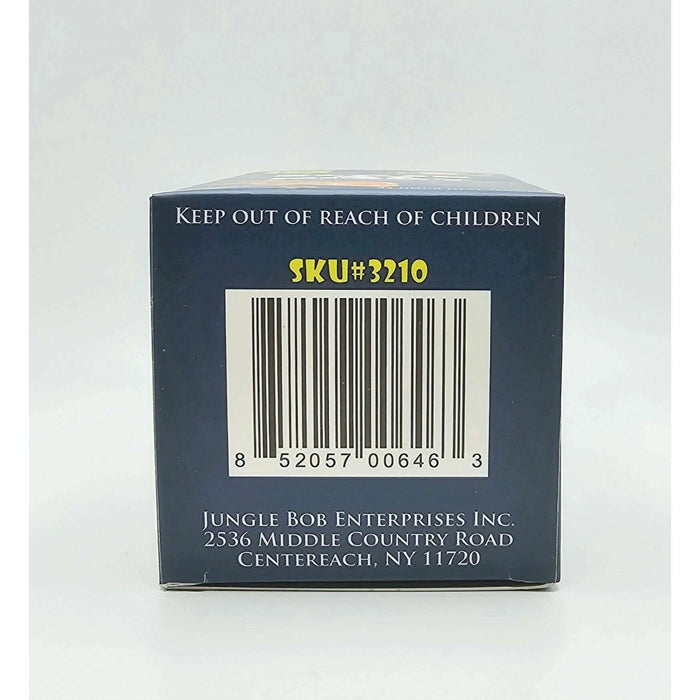 KEEP OUT OF REACH OF CHILDREN
SKU#3210
8 52057 00646 3
JUNGLE BOB ENTERPRISES INC.
2536 MIDDLE COUNTRY ROAD
CENTEREACH, NY 11720